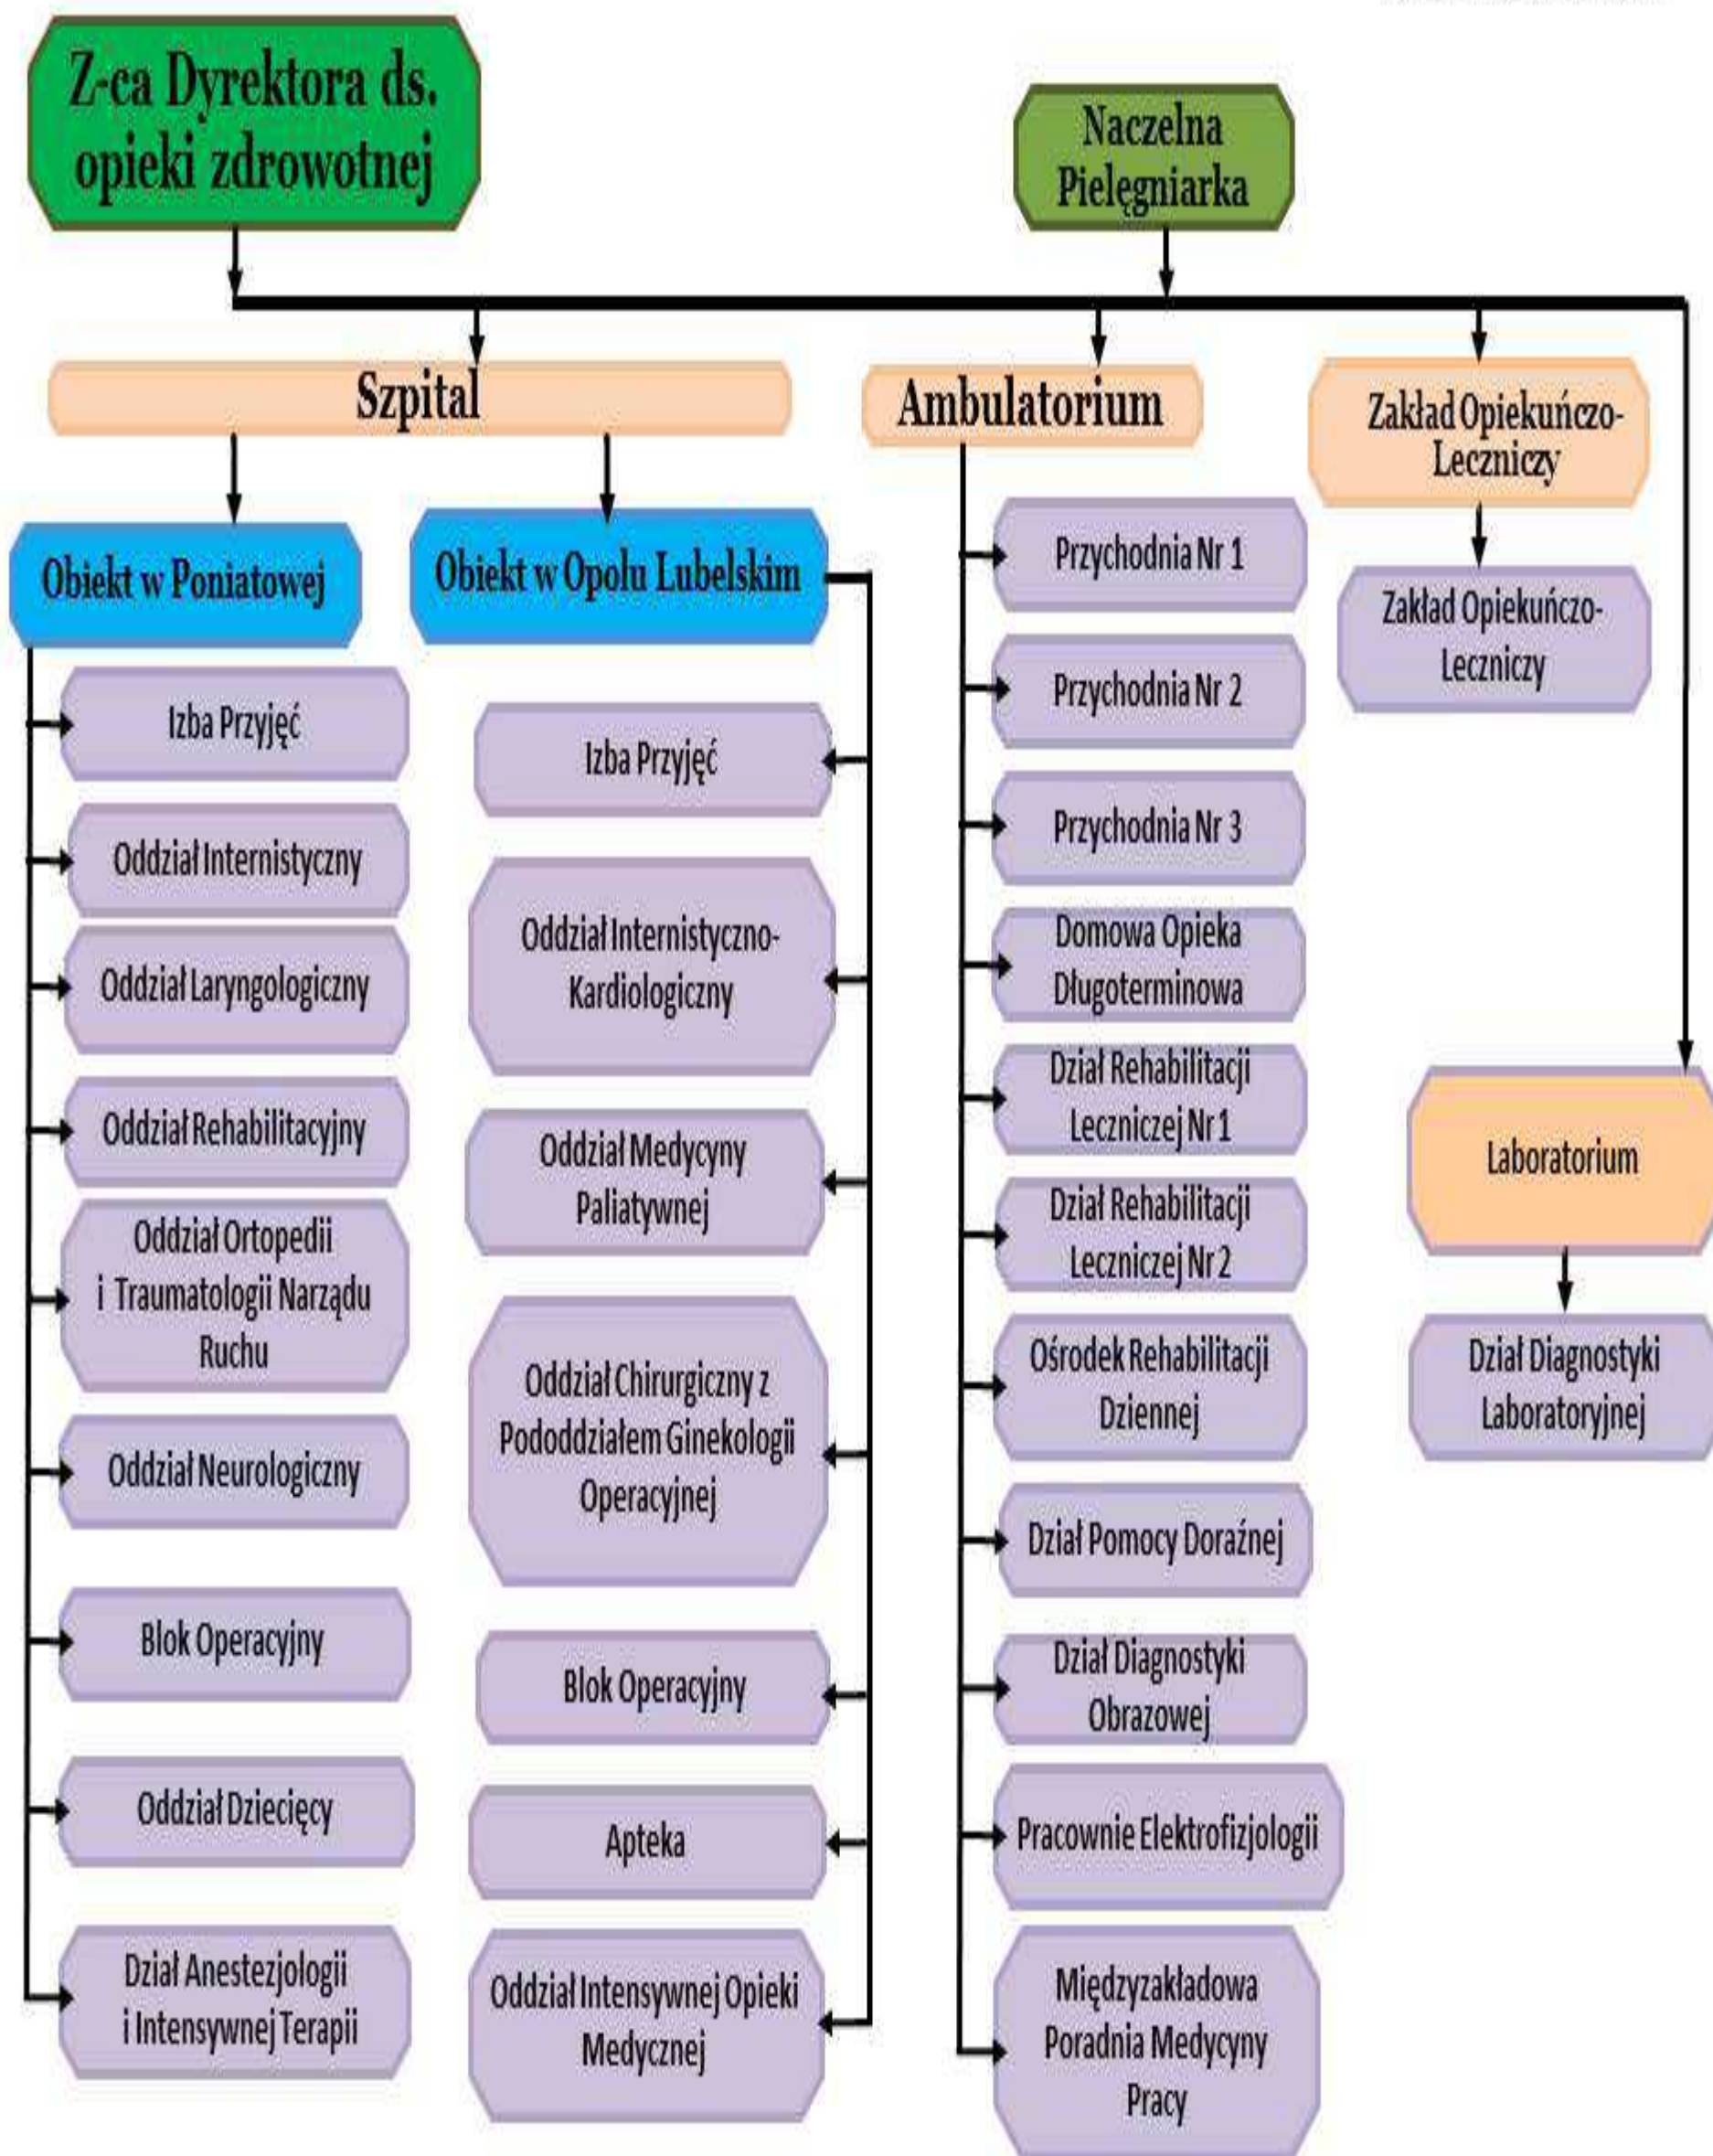 Z-ca Dyrektora ds.
opieki zdrowotnej
Naczelna
Pielęgniarka
Szpital
Ambulatorium
Zakład Opiekuńczo-
Leczniczy
Obiekt w Poniatowej
Obiekt w Opolu Lubelskim
Izba Przyjęć
Oddział Internistyczny
Oddział Laryngologiczny
Oddział Rehabilitacyjny
Oddział Ortopedii
i Traumatologii Narządu
Ruchu
Oddział Neurologiczny
Blok Operacyjny
Oddział Dziecięcy
Dział Anestezjologii
i Intensywnej Terapii
Izba Przyjęć
Oddział Internistyczno-
Kardiologiczny
Oddział Medycyny
Paliatywnej
Oddział Chirurgiczny z
Pododdziałem Ginekologii
Operacyjnej
Blok Operacyjny
Apteka
Oddział Intensywnej Opieki
Medycznej
Przychodnia Nr 1
Przychodnia Nr 2
Przychodnia Nr 3
Domowa Opieka
Długoterminowa
Dział Rehabilitacji
Leczniczej Nr 1
Dział Rehabilitacji
Leczniczej Nr 2
Ośrodek Rehabilitacji
Dziennej
Dział Pomocy Doraźnej
Dział Diagnostyki
Obrazowej
Pracownie Elektrofizjologii
Międzyzakładowa
Poradnia Medycyny
Pracy
Zakład Opiekuńczo-
Leczniczy
Laboratorium
Dział Diagnostyki
Laboratoryjnej